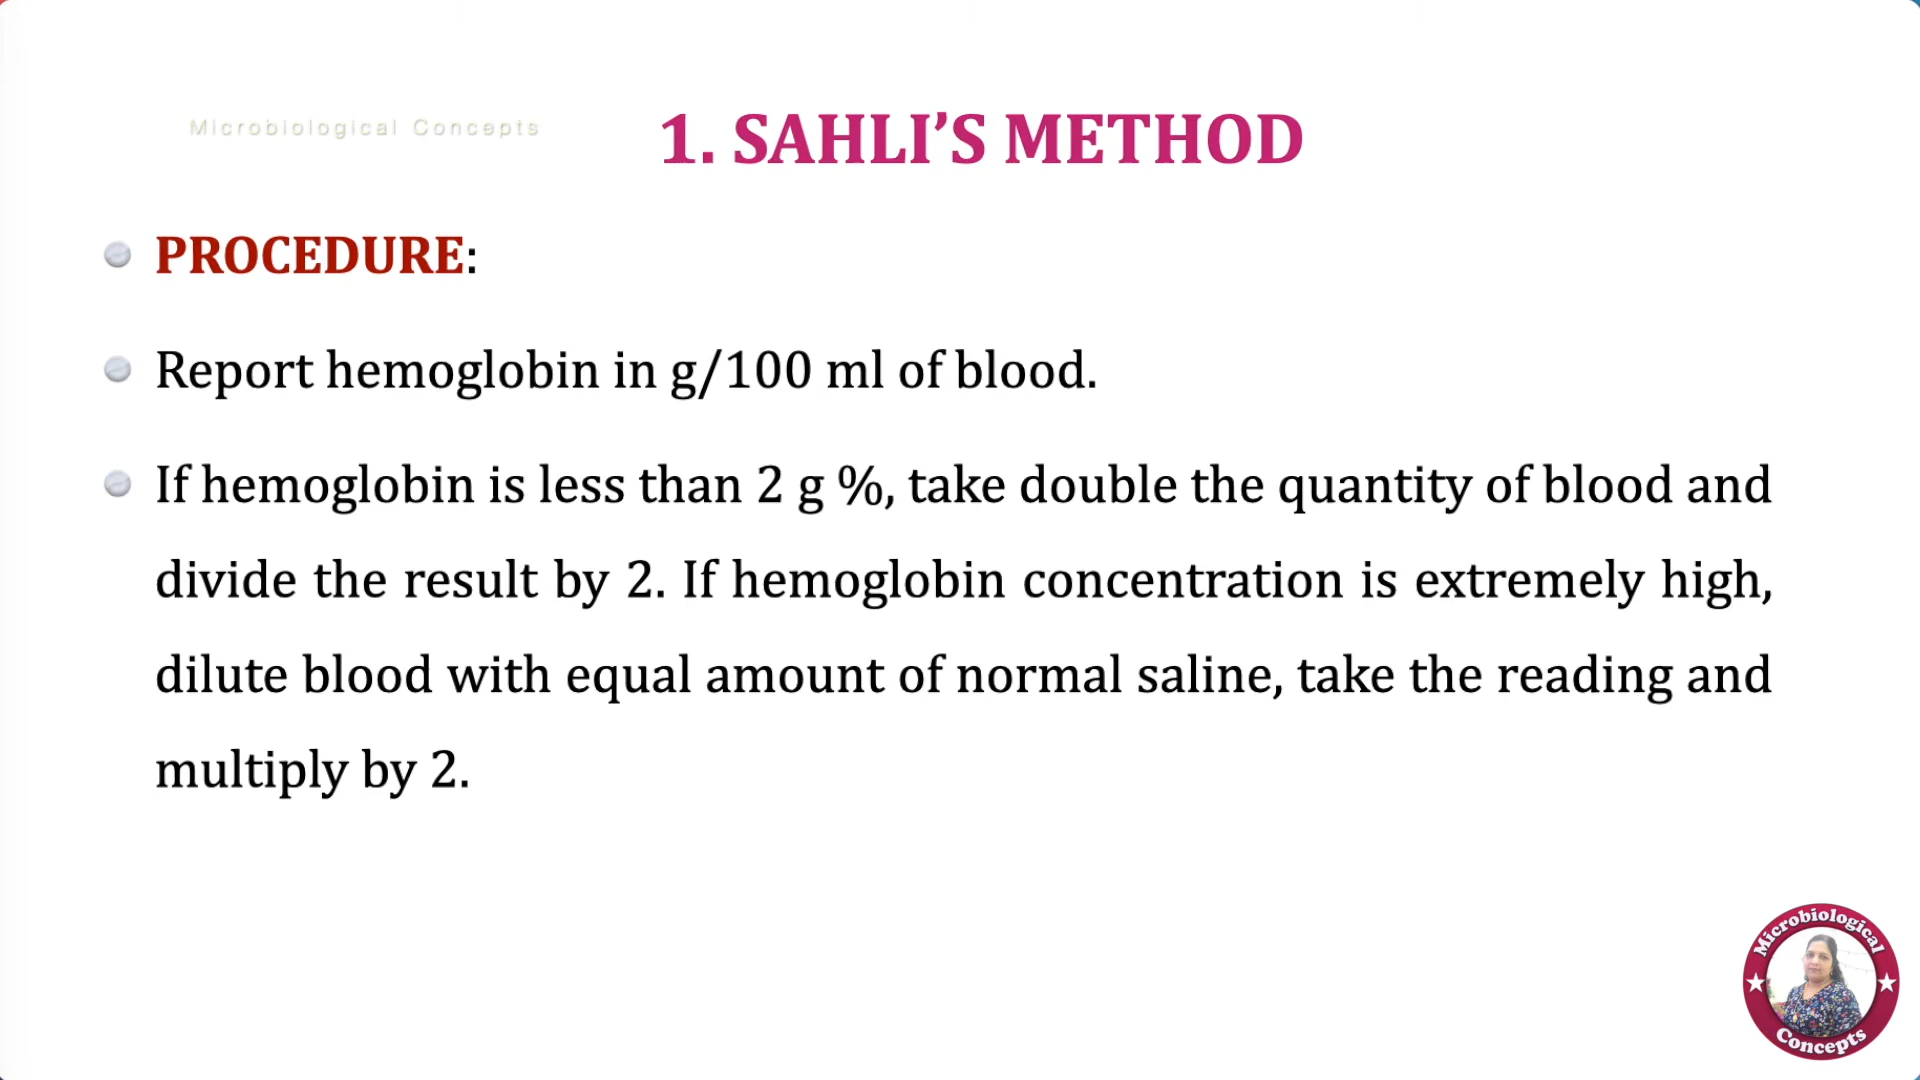 Microbiological Concepts
1. SAHLI’S METHOD
PROCEDURE:
Report hemoglobin in g/100 ml of blood.
If hemoglobin is less than 2 g %, take double the quantity of blood and
divide the result by 2. If hemoglobin concentration is extremely high,
dilute blood with equal amount of normal saline, take the reading and
multiply by 2.
Microbiological
Concepts